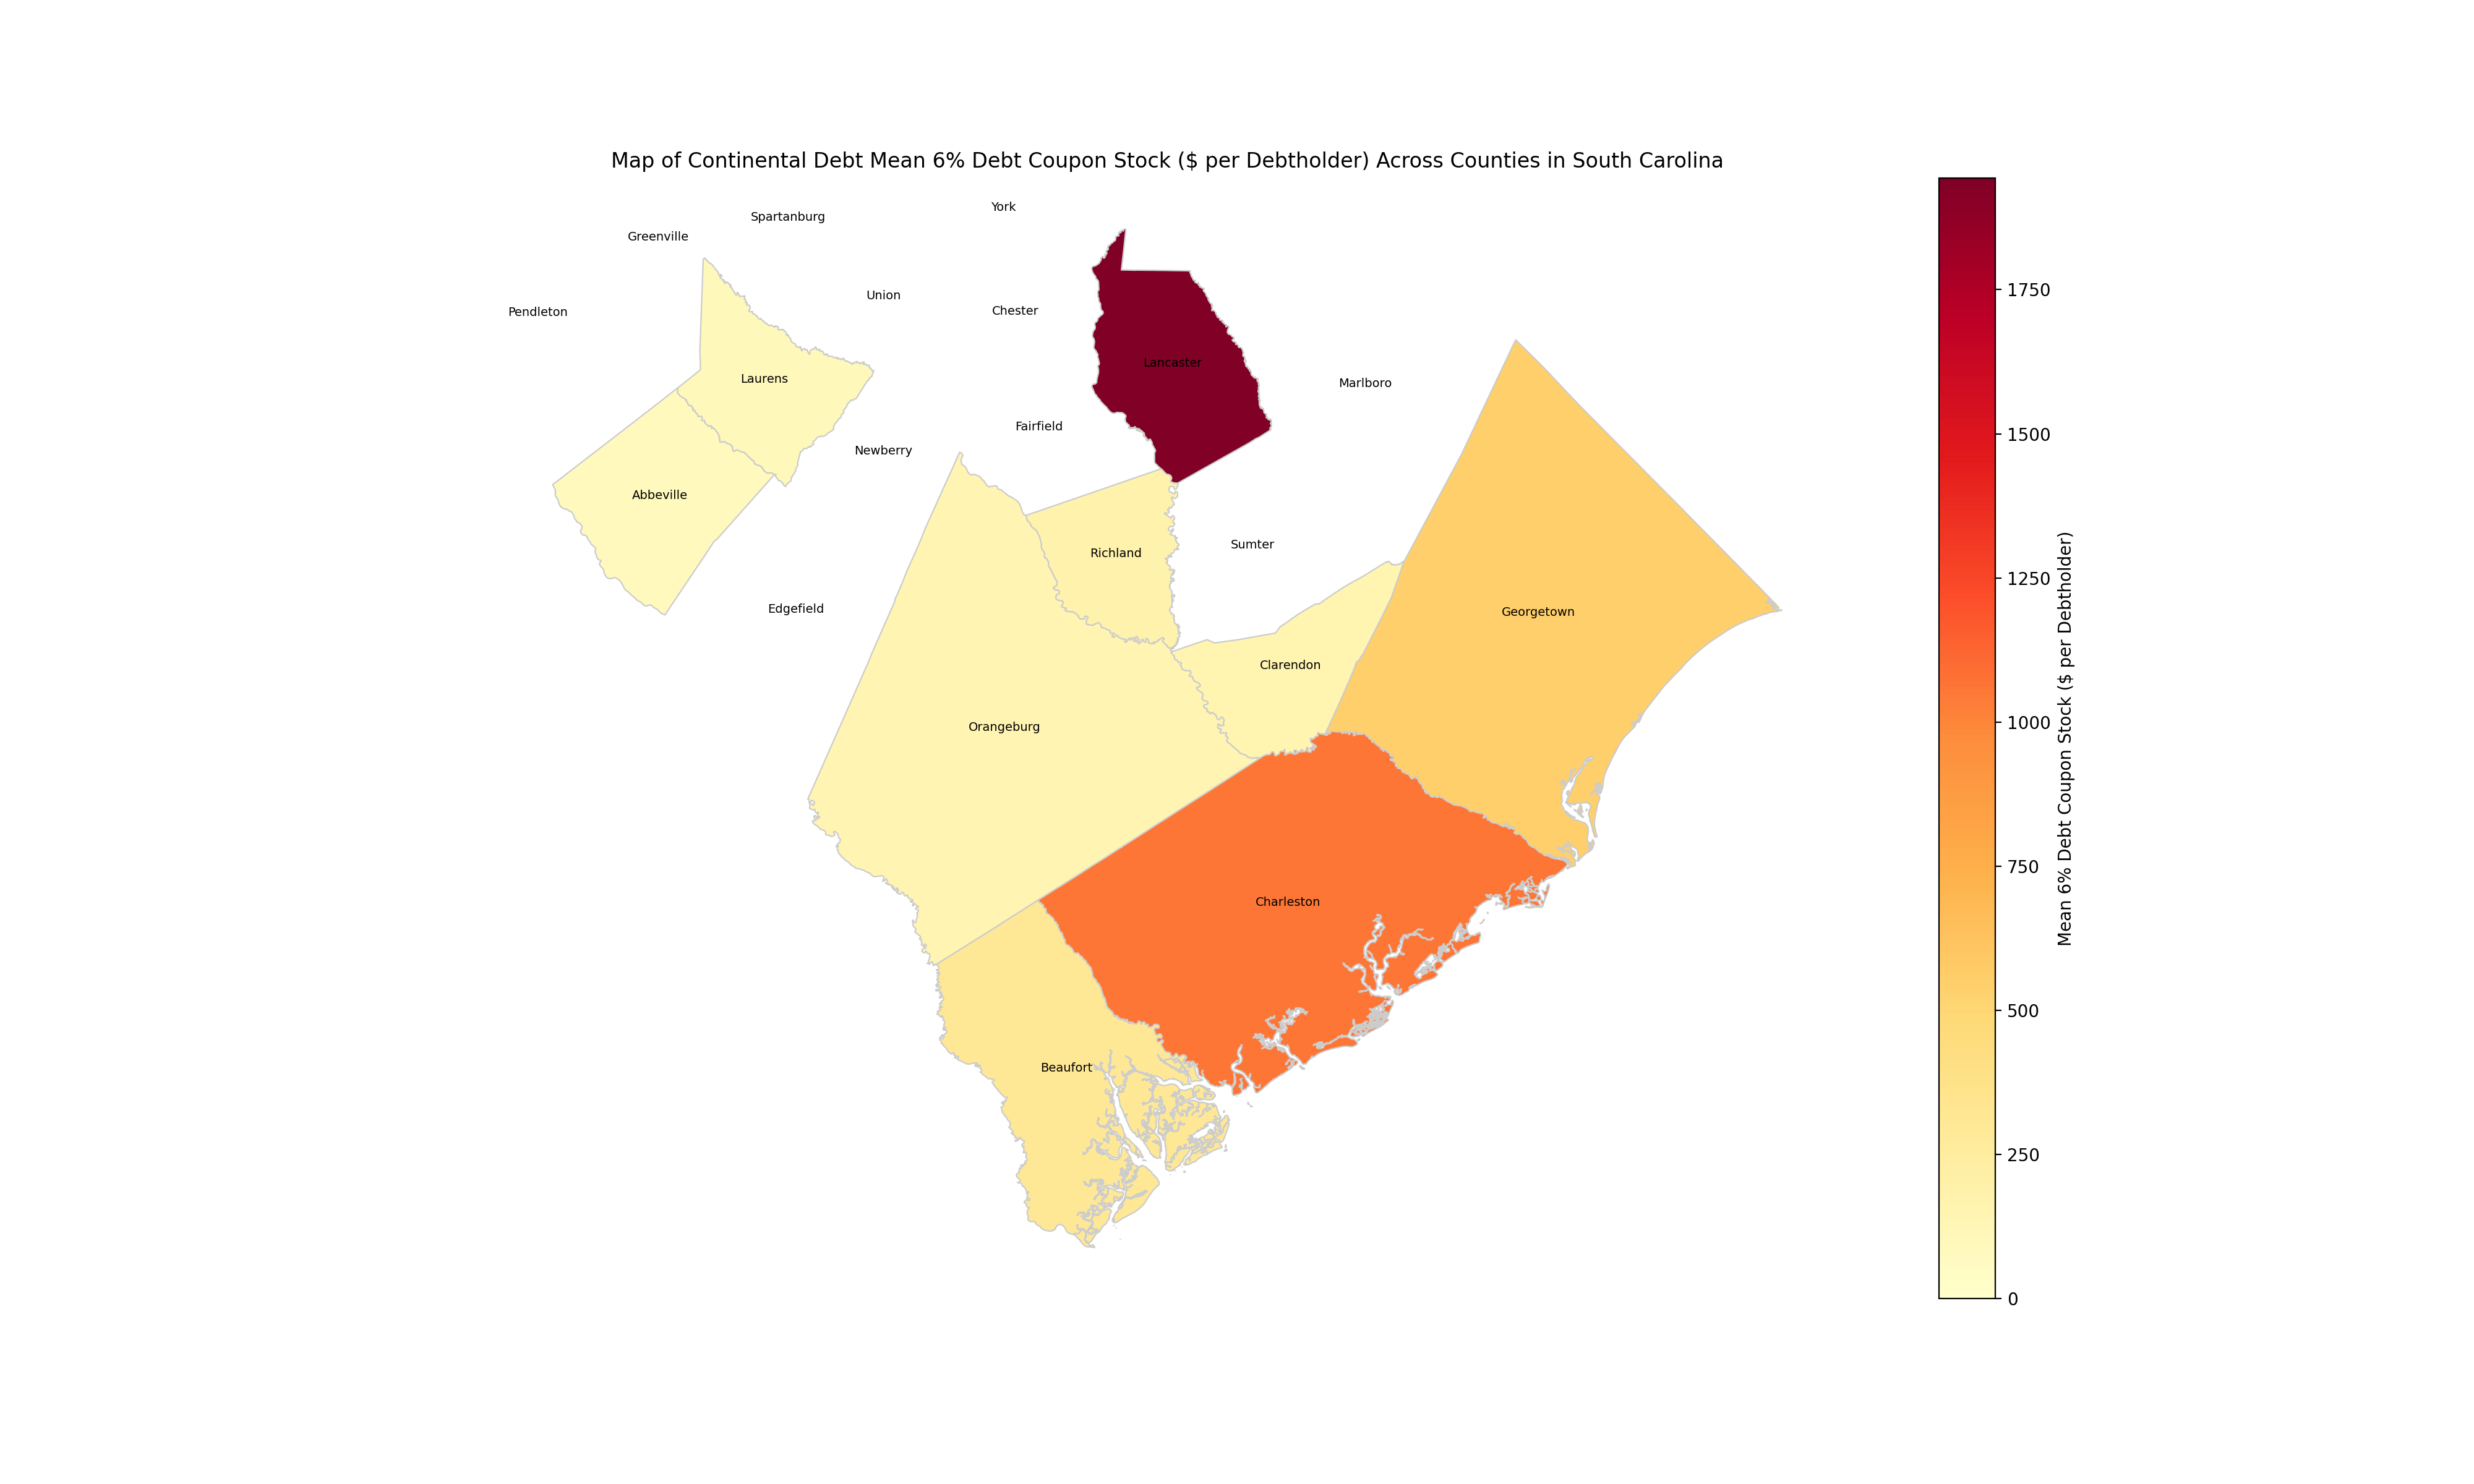 Map of Continental Debt Mean 6% Debt Coupon Stock ($ per Debtholder) Across Counties in South Carolina
York
Spartanburg
Greenville
Union
Chester
Pendleton
Lancaster
Laurens
Marlboro
Fairfield
Newberry
Abbeville
Sumter
Richland
Edgefield
Georgetown
Clarendon
Orangeburg
Charleston
Beaufort
1750
1500
1250
1000
750
500
250
0
Mean 6% Debt Coupon Stock ($ per Debtholder)